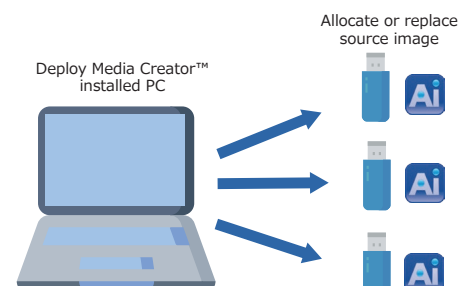 Allocate or replace
source image
Deploy Media Creator™
installed PC
Ai
Ai
Ai